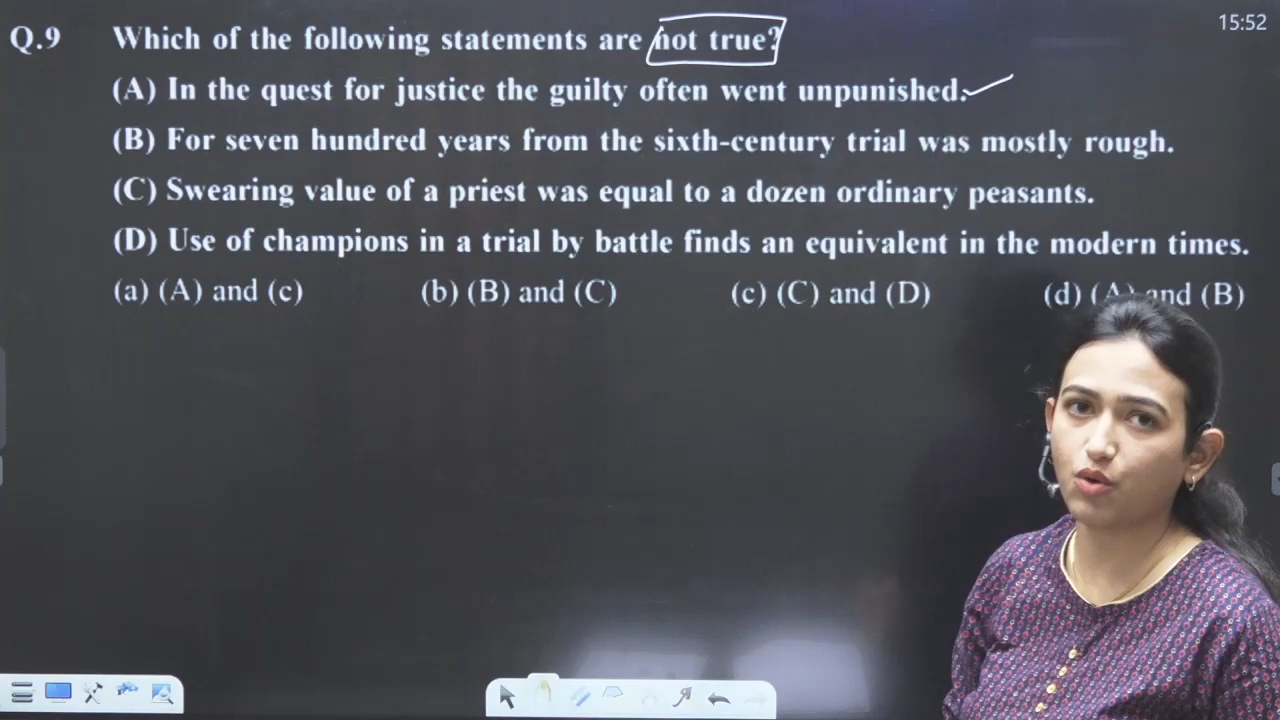 15:52
Q.9 Which of the following statements are not true?
(A) In the quest for justice the guilty often went unpunished.
(B) For seven hundred years from the sixth-century trial was mostly rough.
(C) Swearing value of a priest was equal to a dozen ordinary peasants.
(D) Use of champions in a trial by battle finds an equivalent in the modern times.
(a) (A) and (c) (b) (B) and (C) (c) (C) and (D) (d) (A) and (B)